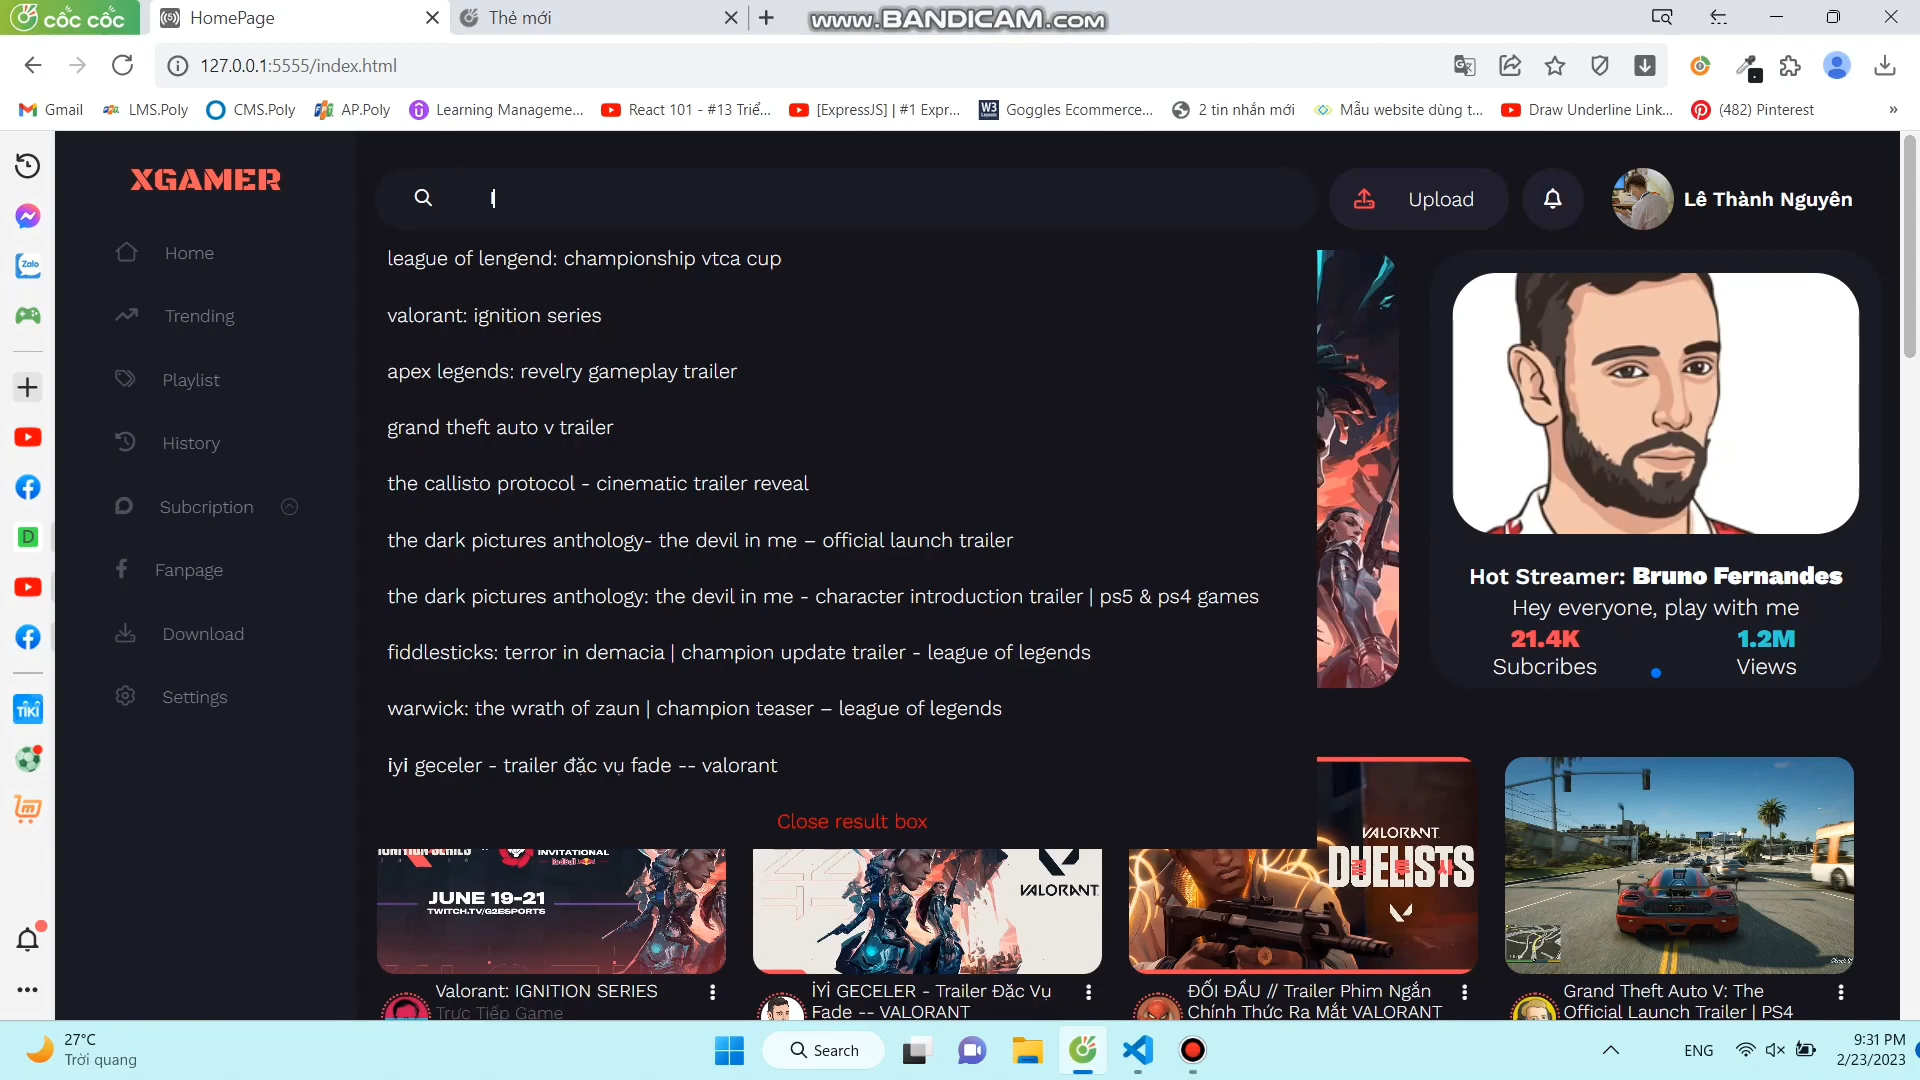 cốc cốc
HomePage
Thẻ mới
www.BANDICAM.com
127.0.0.1:5555/index.html
Gmail
LMS.Poly
CMS.Poly
AP.Poly
Learning Manageme...
React 101 - #13 Triể...
[ExpressJS] | #1 Expr...
Goggles Ecommerce...
2 tin nhắn mới
Mẫu website dùng t...
Draw Underline Link...
(482) Pinterest
»
XGAMER
l
Upload
Lê Thành Nguyên
Home
Trending
Playlist
History
Subcription
Fanpage
Download
Settings
Zalo
D
TIKI
league of lengend: championship vtca cup
valorant: ignition series
apex legends: revelry gameplay trailer
grand theft auto v trailer
the callisto protocol - cinematic trailer reveal
the dark pictures anthology- the devil in me – official launch trailer
the dark pictures anthology: the devil in me - character introduction trailer | ps5 & ps4 games
fiddlesticks: terror in demacia | champion update trailer - league of legends
warwick: the wrath of zaun | champion teaser – league of legends
i̇yi geceler - trailer đặc vụ fade -- valorant
Close result box
Hot Streamer: Bruno Fernandes
Hey everyone, play with me
21.4K
1.2M
Subcribes
Views
IGNITION SERIES
INVITATIONAL
JUNE 19-21
TWITCH.TV/G2ESPORTS
VALORANT
VALORANT
DUELISTS
Valorant: IGNITION SERIES
Trực Tiếp Game
İYİ GECELER - Trailer Đặc Vụ
Fade -- VALORANT
ĐỐI ĐẦU // Trailer Phim Ngắn
Chính Thức Ra Mắt VALORANT
Grand Theft Auto V: The
Official Launch Trailer | PS4
27°C
Trời quang
Search
ENG
9:31 PM
2/23/2023